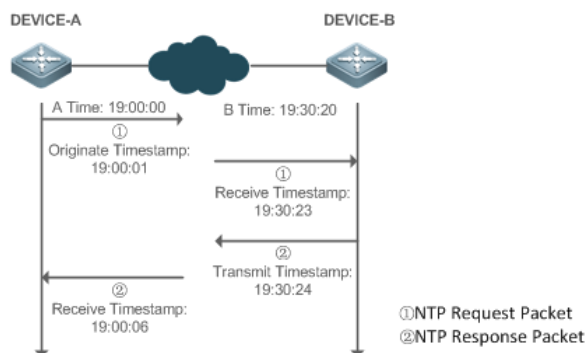 DEVICE-A
DEVICE-B
A Time: 19:00:00
B Time: 19:30:20
①
Originate Timestamp:
19:00:01
①
Receive Timestamp:
19:30:23
②
Transmit Timestamp:
19:30:24
②
Receive Timestamp:
19:00:06
①NTP Request Packet
②NTP Response Packet